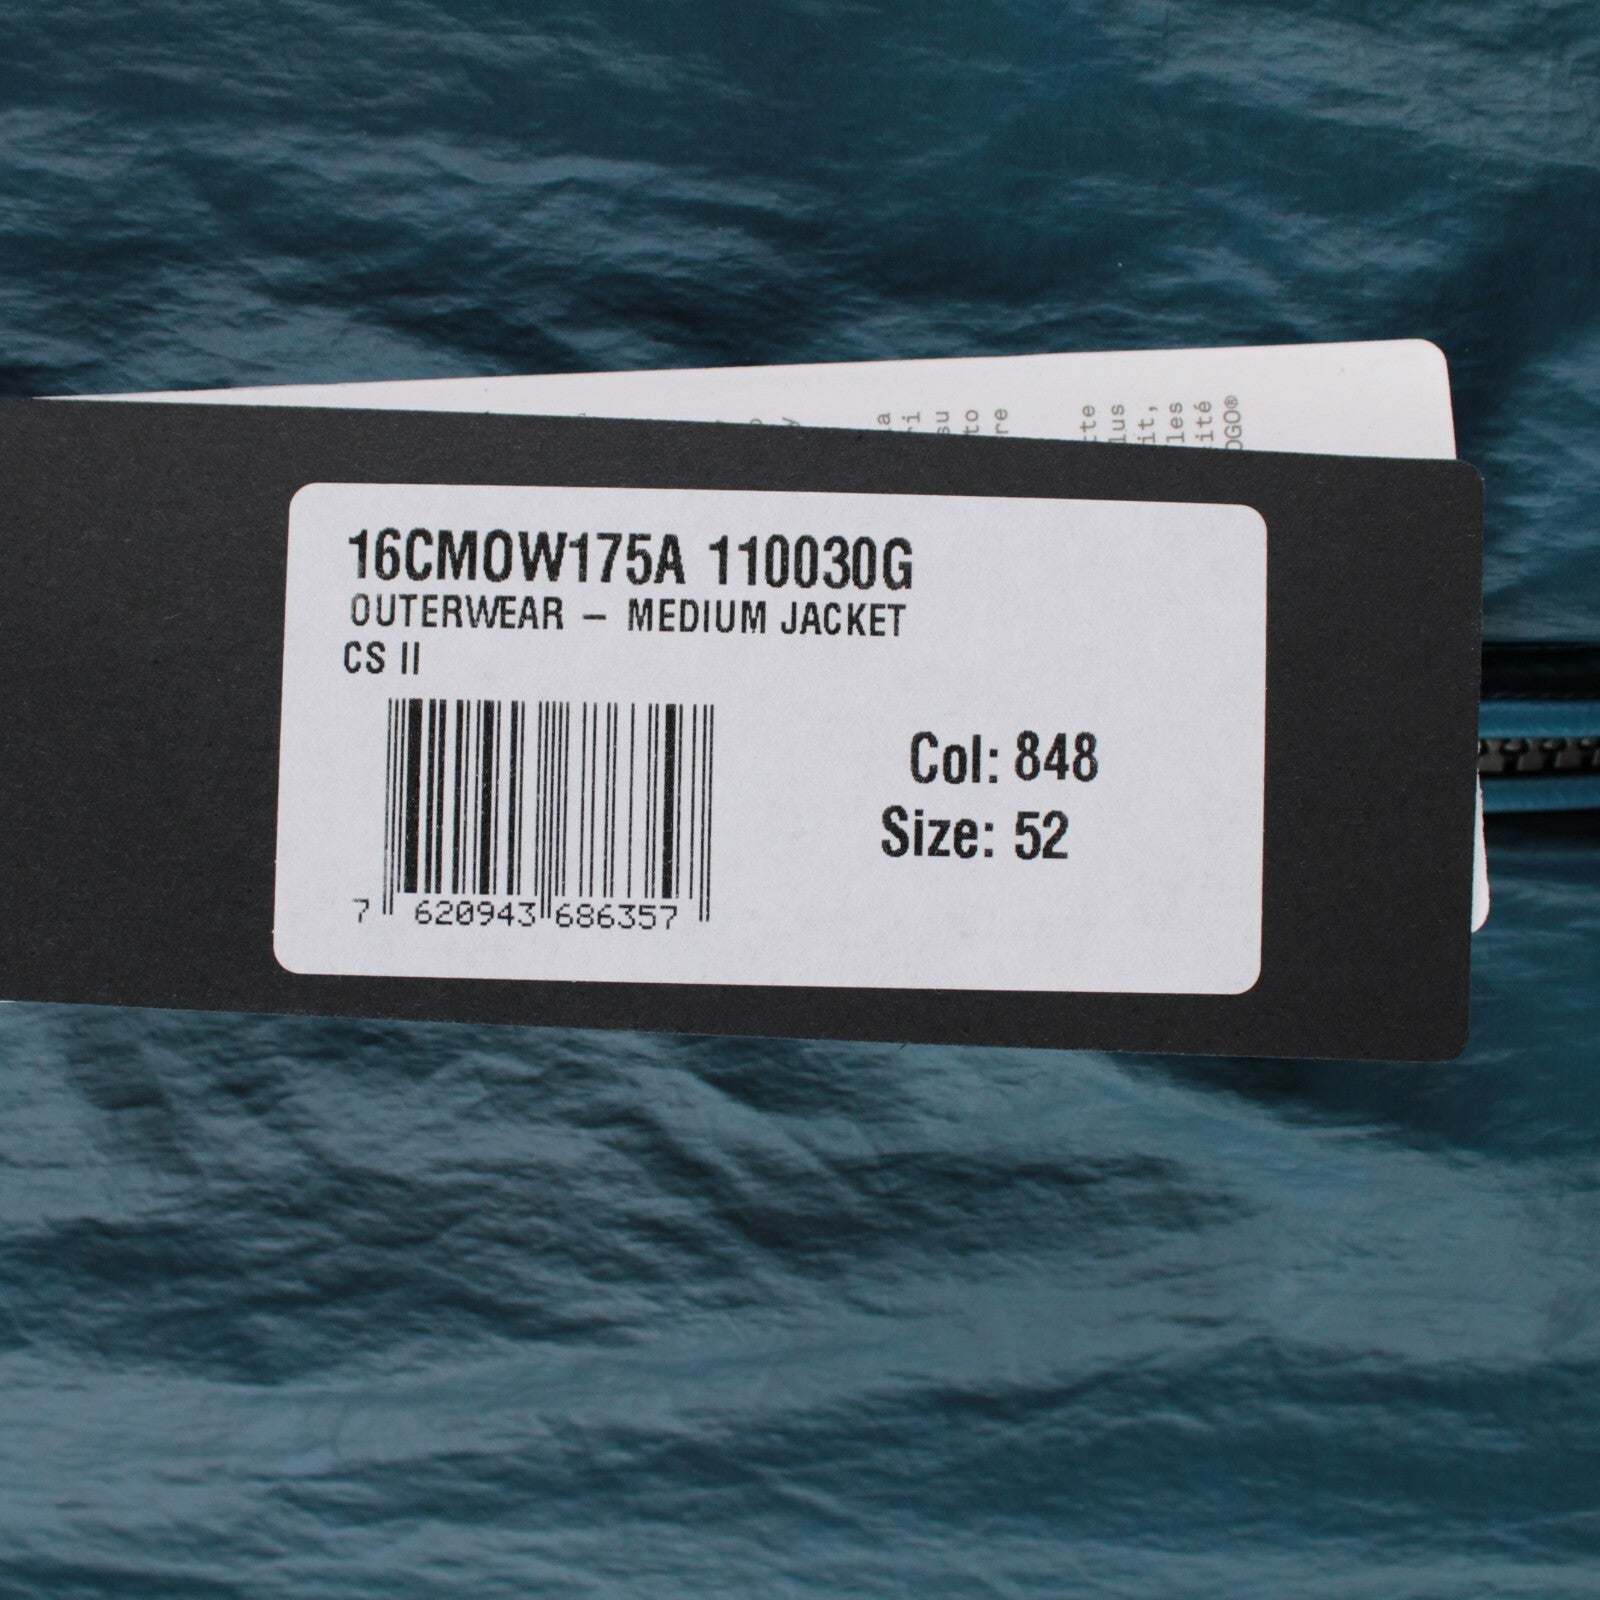 16CMOW175A 110030G
OUTERWEAR – MEDIUM JACKET
CS II
Col: 848
Size: 52
7 620943 686357